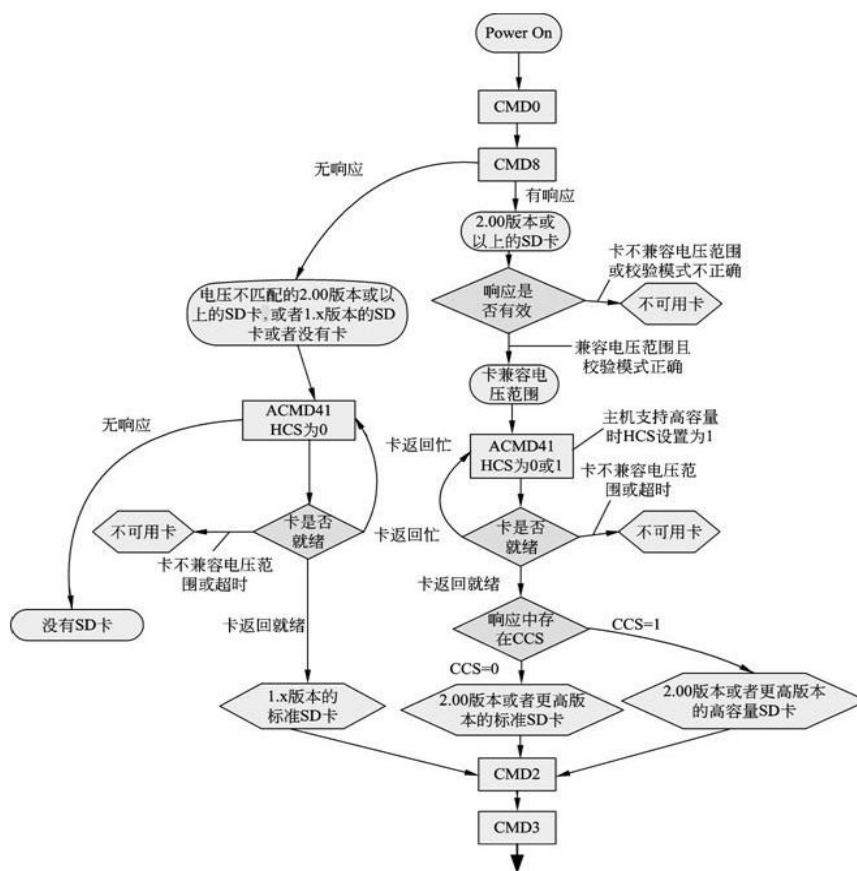 Power On
CMD0
CMD8
无响应
有响应
2.00版本或
以上的SD卡
卡不兼容电压范围
或校验模式不正确
电压不匹配的2.00版本或以
上的SD卡,或者1.x版本的SD
卡或者没有卡
响应是
否有效
不可用卡
兼容电压范围且
校验模式正确
卡兼容电
压范围
无响应
ACMD41
HCS为0
卡返回忙
ACMD41
HCS为0或1
主机支持高容量
时HCS设置为1
卡不兼容电压范
围或超时
不可用卡
卡是否
就绪
卡返回忙
卡是否
就绪
不可用卡
卡不兼容电压范
围或超时
卡返回就绪
没有SD卡
卡返回就绪
响应中存
在CCS
CCS=1
CCS=0
1.x版本的
标准SD卡
2.00版本或者更高版
本的标准SD卡
2.00版本或者更高版本
的高容量SD卡
CMD2
CMD3